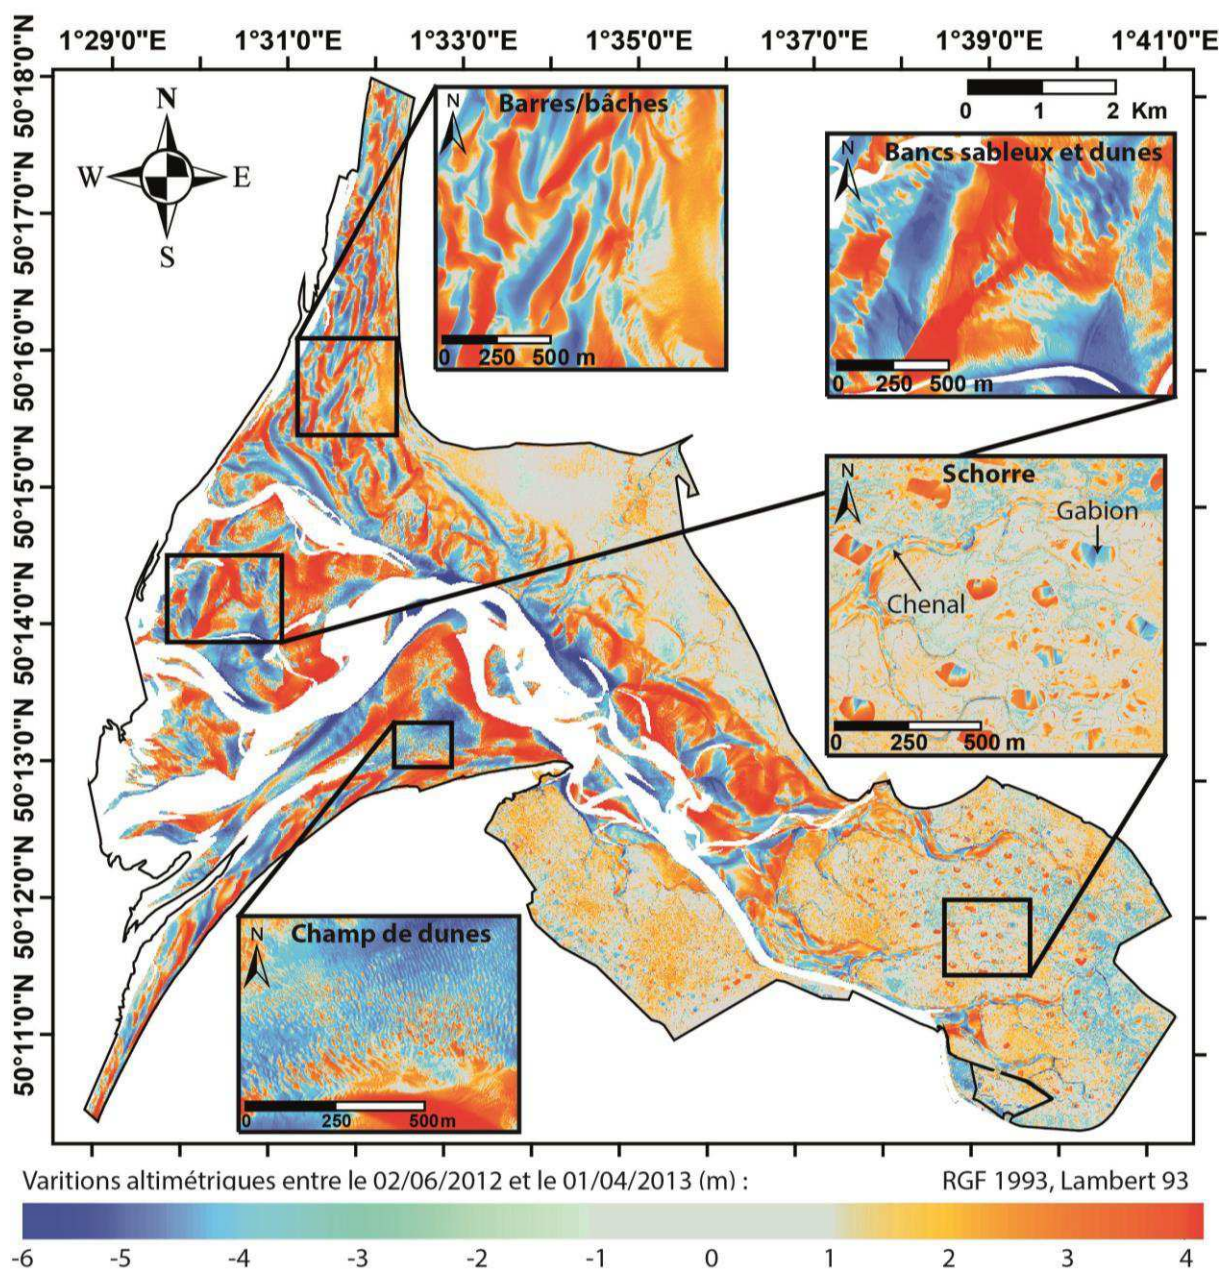 1°29'0"E 1°31'0"E 1°33'0"E 1°35'0"E 1°37'0"E 1°39'0"E 1°41'0"E
50°18'0"N
50°17'0"N
50°16'0"N
50°15'0"N
50°14'0"N
50°13'0"N
50°12'0"N
50°11'0"N
N
W E
S
0 1 2 Km
N
Barres/bâches
0 250 500 m
N
Bancs sableux et dunes
0 250 500 m
N
Schorre
Gabion
Chenal
0 250 500 m
N
Champ de dunes
0 250 500m
Varitions altimétriques entre le 02/06/2012 et le 01/04/2013 (m) :
RGF 1993, Lambert 93
-6 -5 -4 -3 -2 -1 0 1 2 3 4